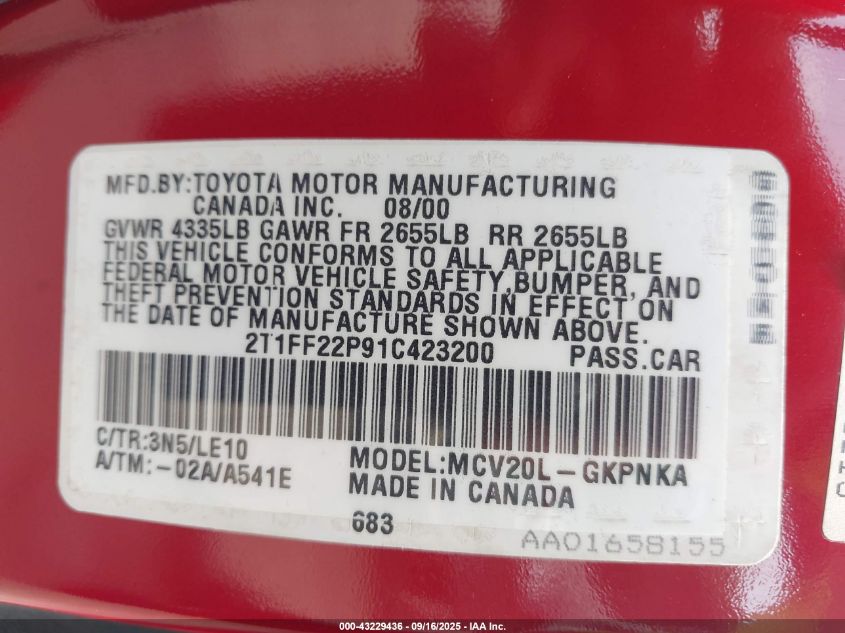 MFD.BY:TOYOTA MOTOR MANUFACTURING
CANADA INC. 08/00
GVWR 4335LB GAWR FR 2655LB RR 2655LB
THIS VEHICLE CONFORMS TO ALL APPLICABLE
FEDERAL MOTOR VEHICLE SAFETY,BUMPER, AND
THEFT PREVENTION STANDARDS IN EFFECT ON
THE DATE OF MANUFACTURE SHOWN ABOVE.
2T1FF22P91C423200 PASS.CAR
C/TR:3N5/LE10
A/TM:-02A/A541E
MODEL:MCV20L-GKPNKA
MADE IN CANADA
683
AA01658155
000-43229436 - 09/16/2025 - IAA Inc.